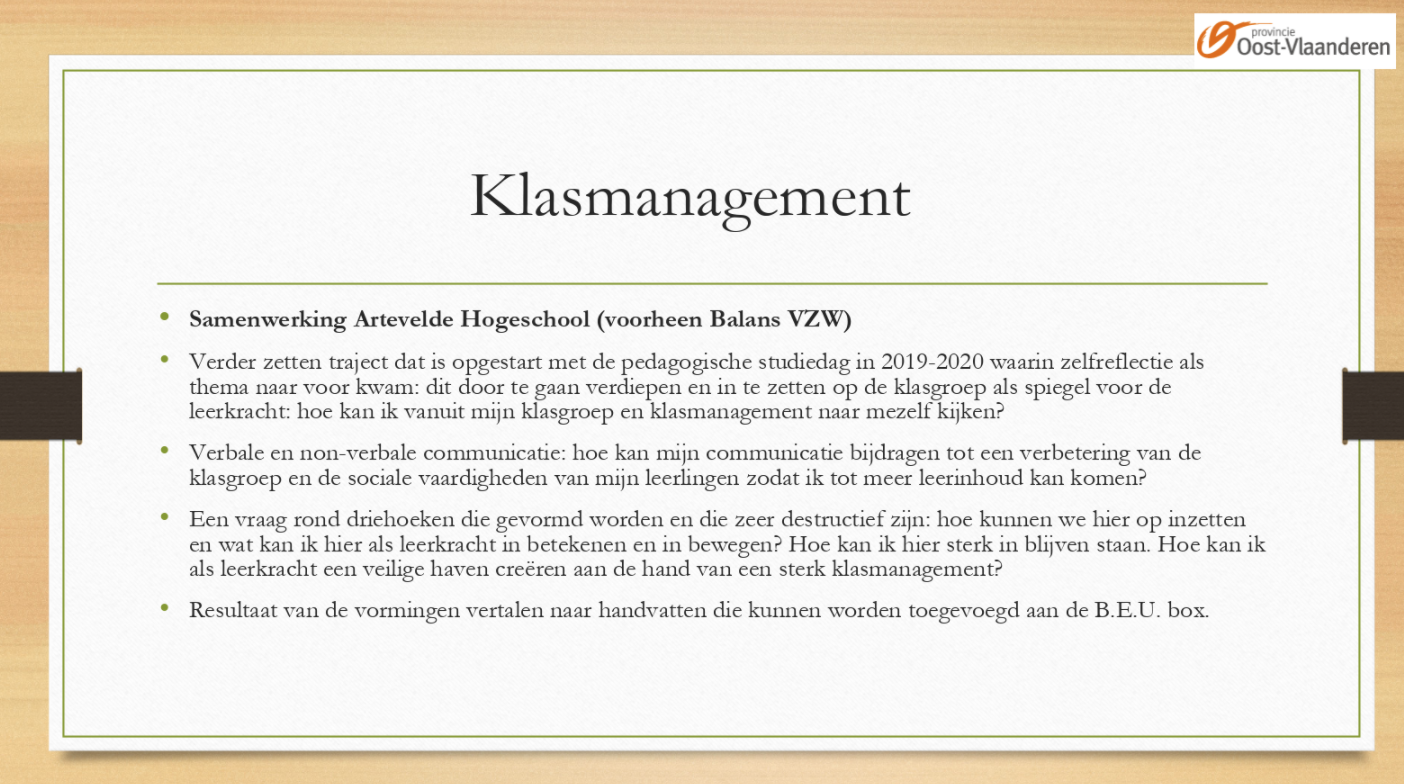 provincie
Oost-Vlaanderen
Klasmanagement
• Samenwerking Artevelde Hogeschool (voorheen Balans VZW)
• Verder zetten traject dat is opgestart met de pedagogische studiedag in 2019-2020 waarin zelfreflectie als
thema naar voor kwam: dit door te gaan verdiepen en in te zetten op de klasgroep als spiegel voor de
leerkracht: hoe kan ik vanuit mijn klasgroep en klasmanagement naar mezelf kijken?
• Verbale en non-verbale communicatie: hoe kan mijn communicatie bijdragen tot een verbetering van de
klasgroep en de sociale vaardigheden van mijn leerlingen zodat ik tot meer leerinhoud kan komen?
• Een vraag rond driehoeken die gevormd worden en die zeer destructief zijn: hoe kunnen we hier op inzetten
en wat kan ik hier als leerkracht in betekenen en in bewegen? Hoe kan ik hier sterk in blijven staan. Hoe kan ik
als leerkracht een veilige haven creëren aan de hand van een sterk klasmanagement?
• Resultaat van de vormingen vertalen naar handvatten die kunnen worden toegevoegd aan de B.E.U. box.